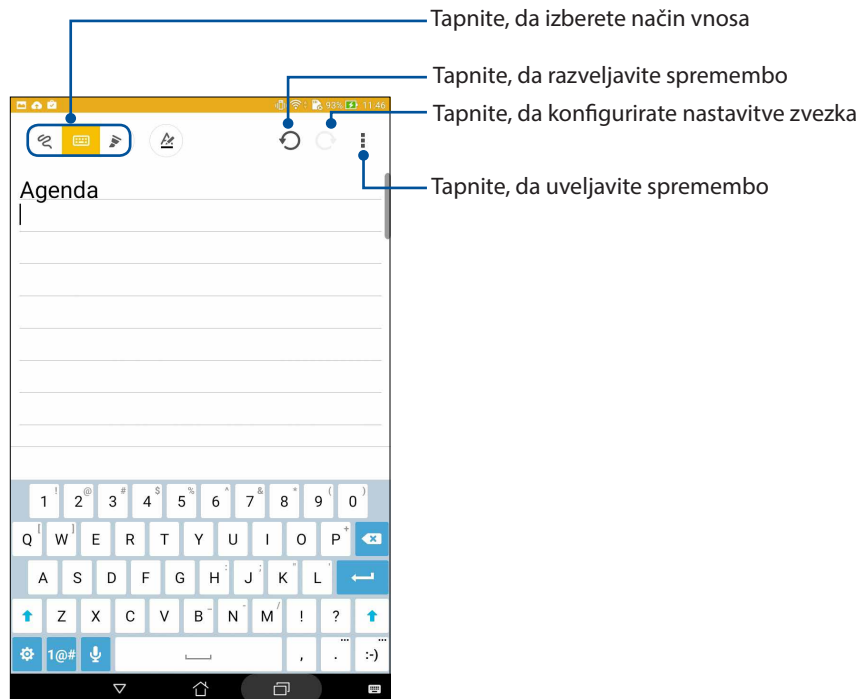 Tapnite, da izberete način vnosa
Tapnite, da razveljavite spremembo
Tapnite, da konfigurirate nastavitve zvezka
Tapnite, da uveljavite spremembo
93% 11:46
Agenda
1 ! 2 @ 3 # 4 $ 5 % 6 ^ 7 & 8 * 9 ( 0 )
Q [ W ] E R T Y U I O P +
A S D F G H : J ; K " L '
Z X C V B - N - M / ! ?
1@# , . ... :-) ...